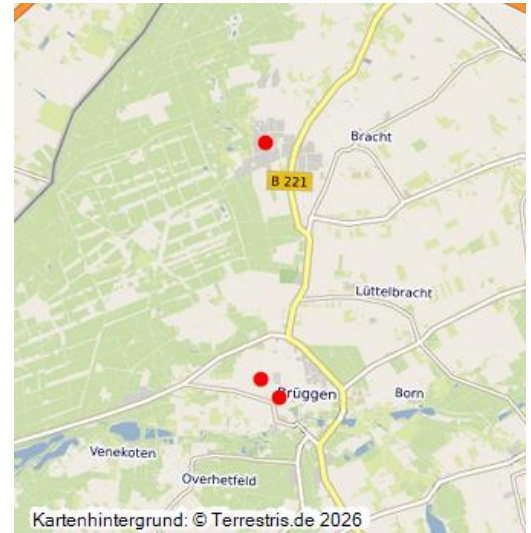 Bracht
B 221
Lüttelbracht
Brüggen
Born
Venekoten
Overhetfeld
Kartenhintergrund: © Terrestris.de 2026